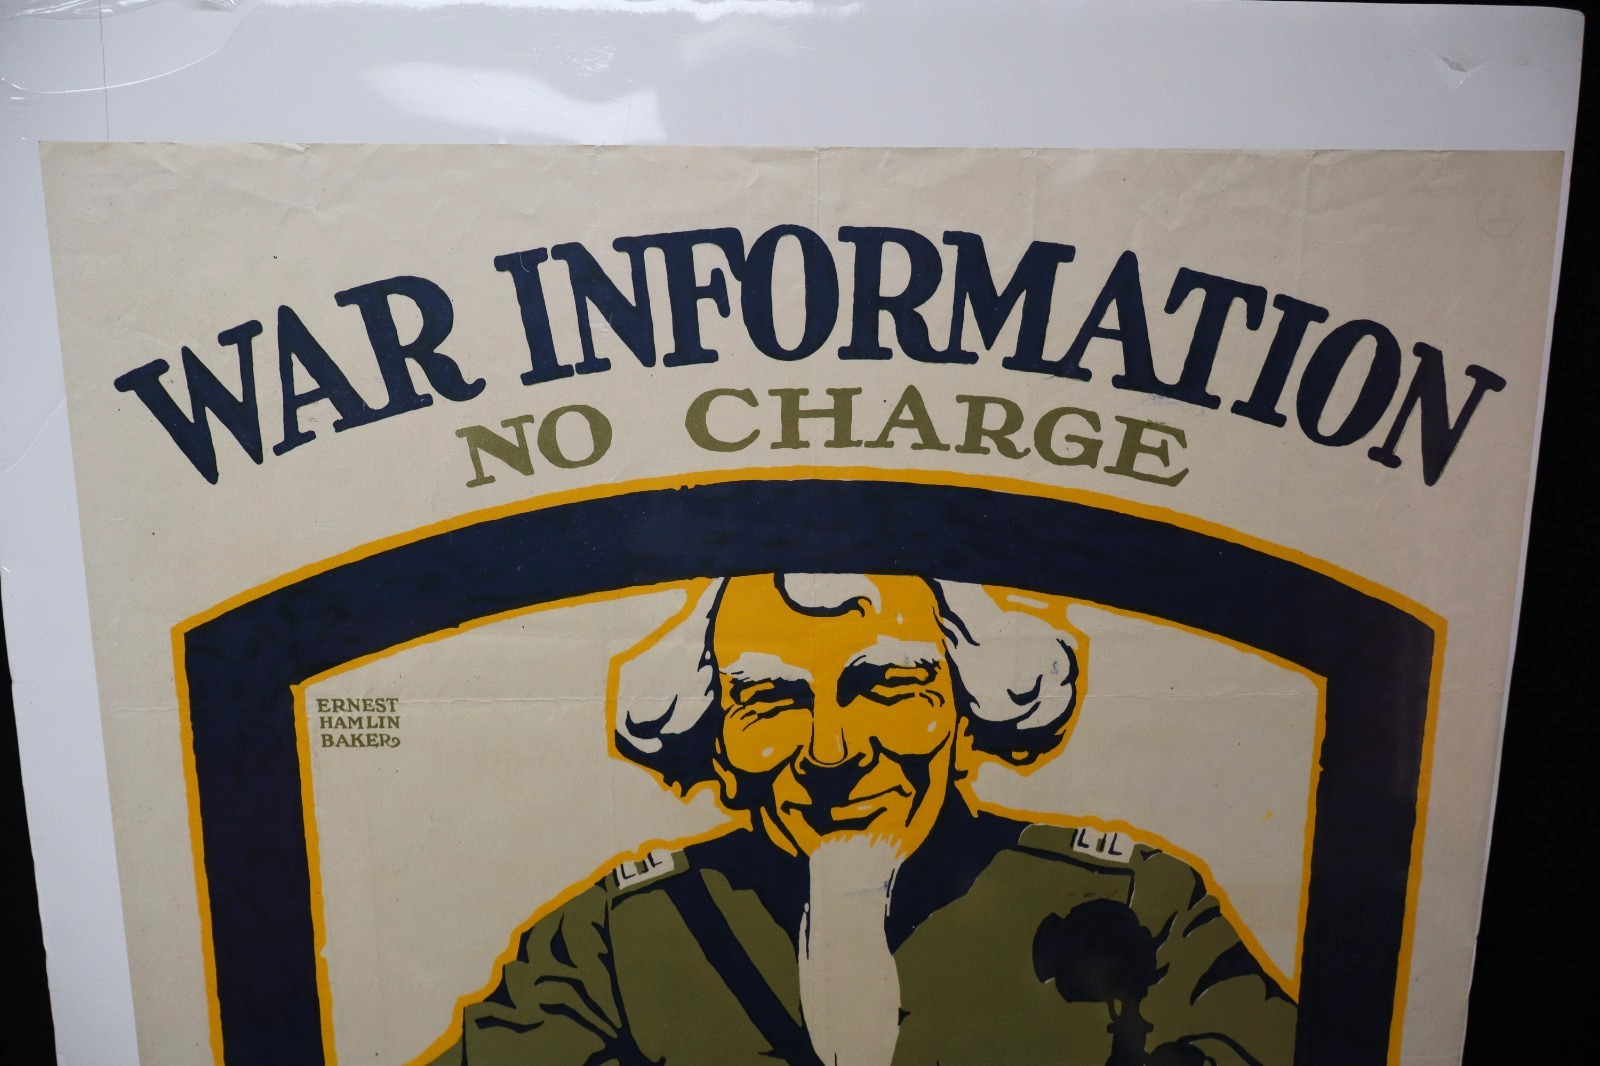 WAR INFORMATION
NO CHARGE
ERNEST
HAMLIN
BAKER